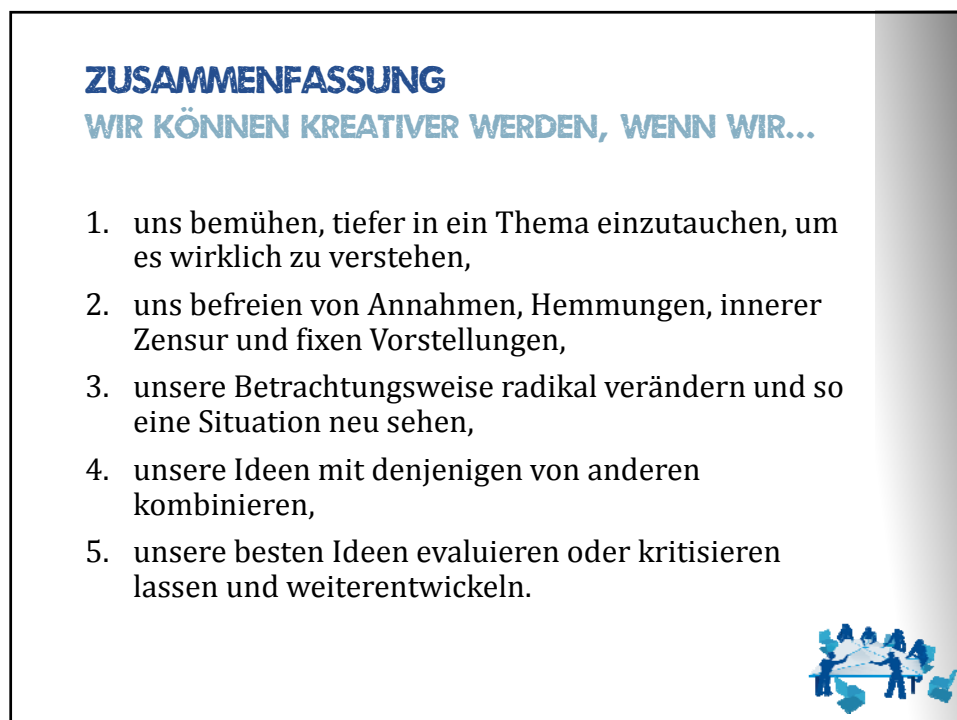 ZUSAMMENFASSUNG
WIR KÖNNEN KREATIVER WERDEN, WENN WIR...
1. uns bemühen, tiefer in ein Thema einzutauchen, um
es wirklich zu verstehen,
2. uns befreien von Annahmen, Hemmungen, innerer
Zensur und fixen Vorstellungen,
3. unsere Betrachtungsweise radikal verändern und so
eine Situation neu sehen,
4. unsere Ideen mit denjenigen von anderen
kombinieren,
5. unsere besten Ideen evaluieren oder kritisieren
lassen und weiterentwickeln.